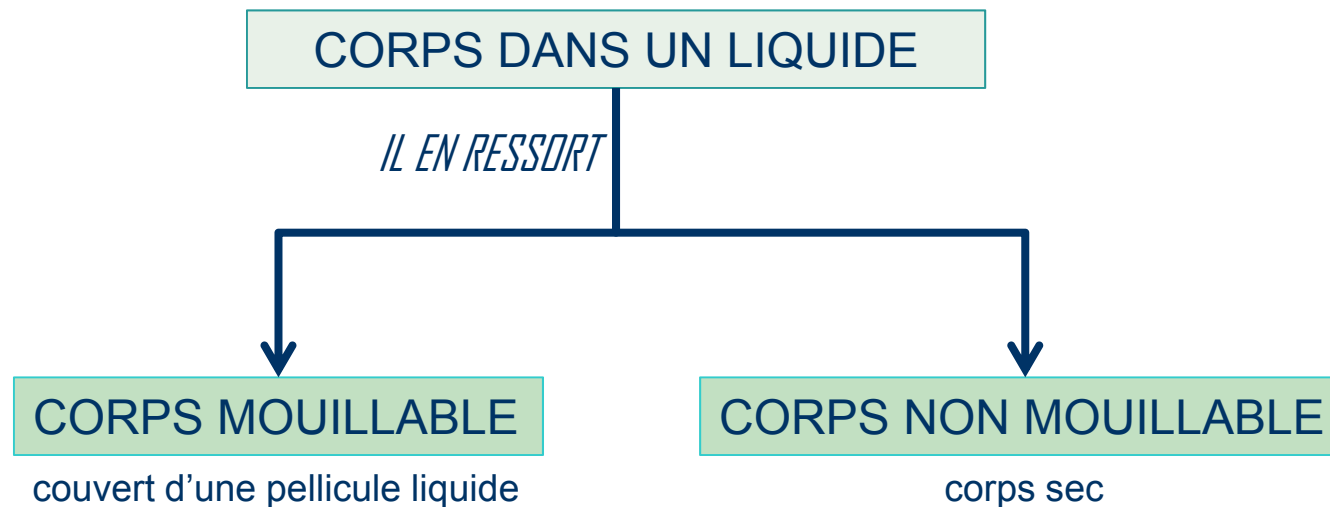 CORPS DANS UN LIQUIDE
IL EN RESSORT
CORPS MOUILLABLE
CORPS NON MOUILLABLE
couvert d’une pellicule liquide
corps sec